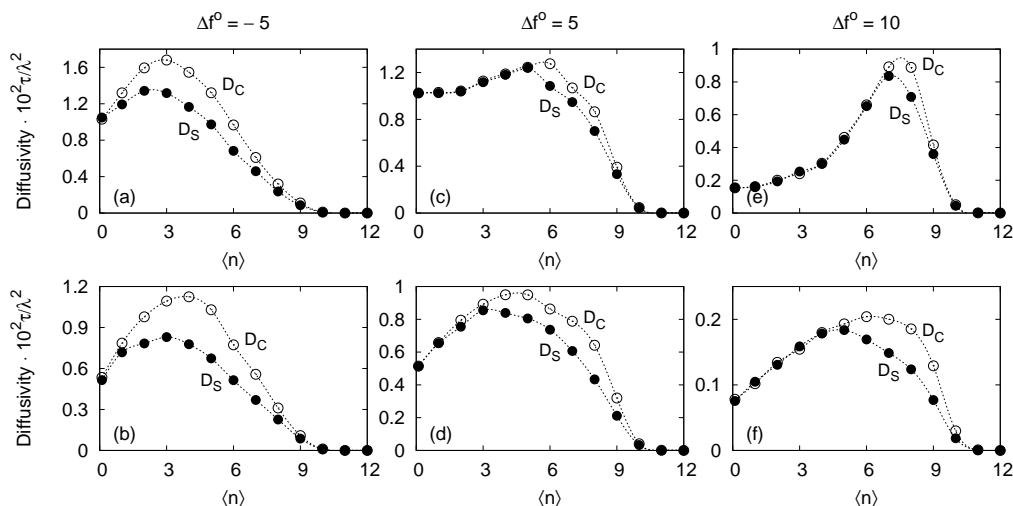 Δf° = − 5
Δf° = 5
Δf° = 10
Diffusivity · 10²τ/λ²
1.6
1.2
0.8
0.4
0
D_C
D_S
(a)
0 3 6 9 12
⟨n⟩
1.2
0.8
0.4
0
D_C
D_S
(c)
0 3 6 9 12
⟨n⟩
1
0.8
0.6
0.4
0.2
0
D_C
D_S
(e)
0 3 6 9 12
⟨n⟩
Diffusivity · 10²τ/λ²
1.2
0.9
0.6
0.3
0
D_C
D_S
(b)
0 3 6 9 12
⟨n⟩
1
0.8
0.6
0.4
0.2
0
D_C
D_S
(d)
0 3 6 9 12
⟨n⟩
0.2
0.1
0
D_C
D_S
(f)
0 3 6 9 12
⟨n⟩